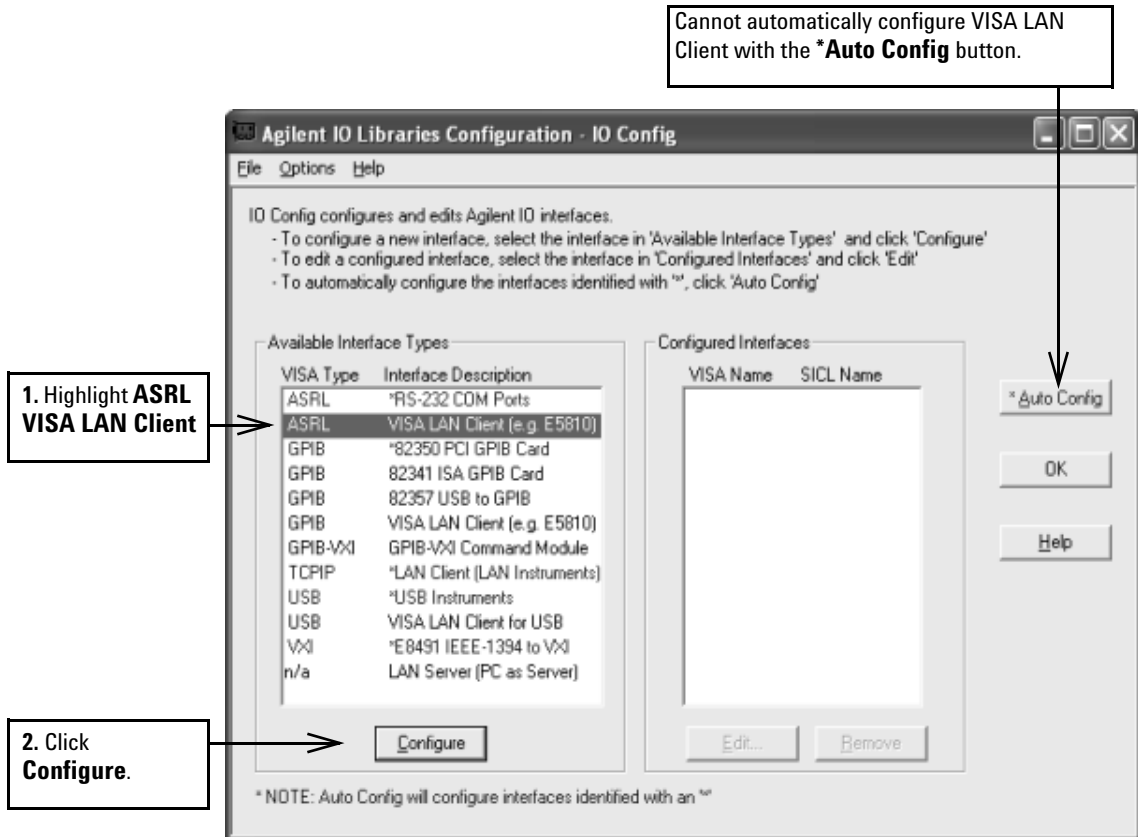 Cannot automatically configure VISA LAN
Client with the *Auto Config button.
Agilent IO Libraries Configuration - IO Config
File Options Help
IO Config configures and edits Agilent IO interfaces.
- To configure a new interface, select the interface in 'Available Interface Types' and click 'Configure'
- To edit a configured interface, select the interface in 'Configured Interfaces' and click 'Edit'
- To automatically configure the interfaces identified with '*', click 'Auto Config'
Available Interface Types
VISA Type Interface Description
ASRL *RS-232 COM Ports
ASRL VISA LAN Client (e.g. E5810)
GPIB *82350 PCI GPIB Card
GPIB 82341 ISA GPIB Card
GPIB 82357 USB to GPIB
GPIB VISA LAN Client (e.g. E5810)
GPIB-VXI GPIB-VXI Command Module
TCPIP *LAN Client (LAN Instruments)
USB *USB Instruments
USB VISA LAN Client for USB
VXI *E8491 IEEE-1394 to VXI
n/a LAN Server (PC as Server)
Configure
Configured Interfaces
VISA Name SICL Name
Edit... Remove
* Auto Config
OK
Help
* NOTE: Auto Config will configure interfaces identified with an '*'
1. Highlight ASRL
VISA LAN Client
2. Click
Configure.